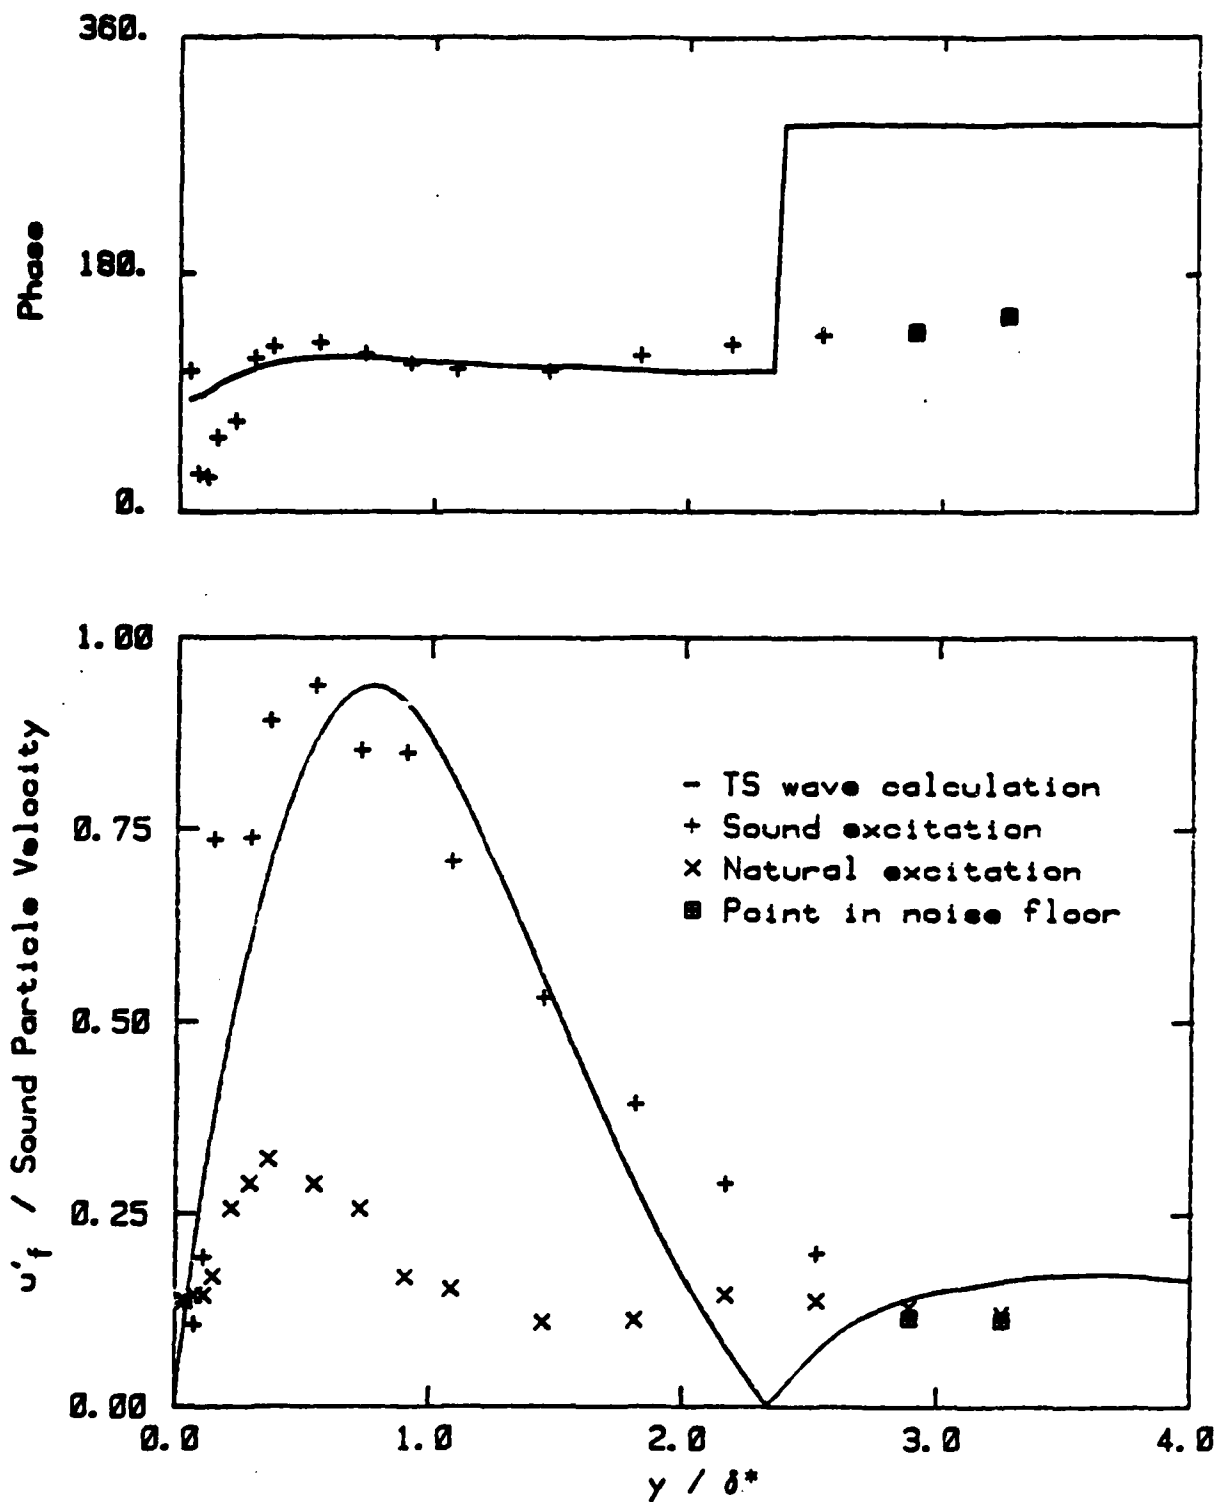 360.
180.
0.
Phase
1.00
0.75
0.50
0.25
0.00
u'f / Sound Particle Velocity
- TS wave calculation
+ Sound excitation
× Natural excitation
⊞ Point in noise floor
0.0 1.0 2.0 3.0 4.0
y / δ*